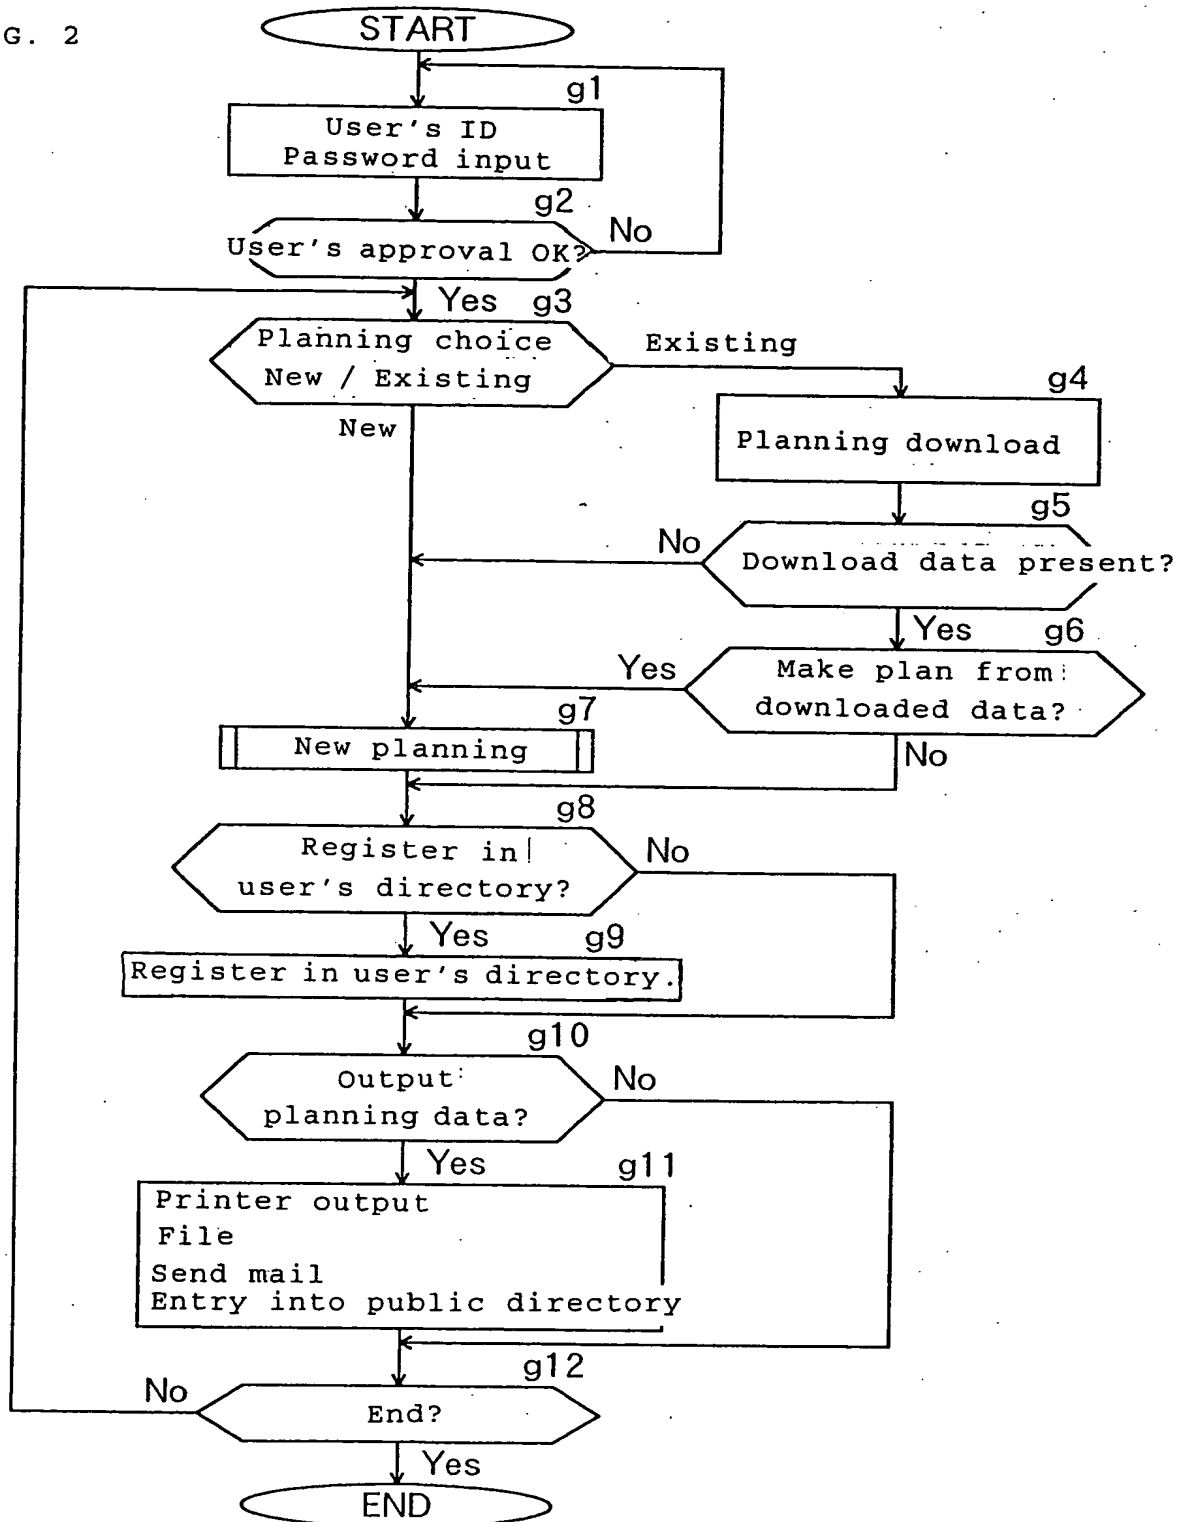 G. 2
START
g1
User's ID
Password input
g2
User's approval OK?
No
Yes
g3
Planning choice
New / Existing
Existing
New
g4
Planning download
g5
Download data present?
No
Yes
g6
Make plan from
downloaded data?
Yes
No
g7
New planning
g8
Register in
user's directory?
No
Yes
g9
Register in user's directory.
g10
Output
planning data?
No
Yes
g11
Printer output
File
Send mail
Entry into public directory
g12
End?
No
Yes
END